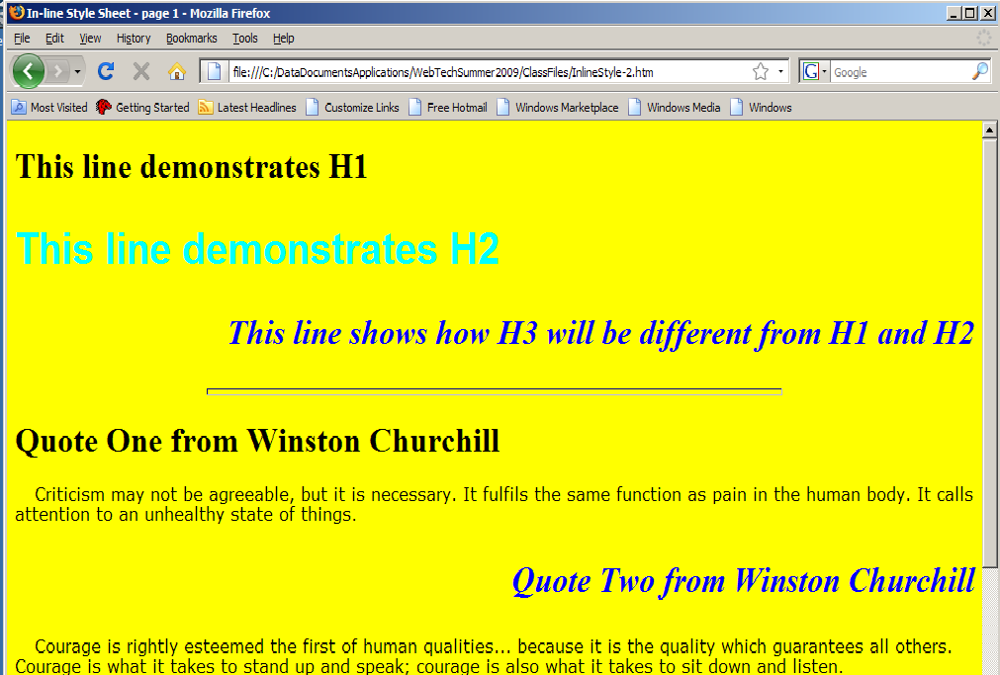 In-line Style Sheet - page 1 - Mozilla Firefox
File Edit View History Bookmarks Tools Help
file:///C:/DataDocumentsApplications/WebTechSummer2009/ClassFiles/InlineStyle-2.htm G Google
Most Visited Getting Started Latest Headlines Customize Links Free Hotmail Windows Marketplace Windows Media Windows
This line demonstrates H1
This line demonstrates H2
This line shows how H3 will be different from H1 and H2
Quote One from Winston Churchill
Criticism may not be agreeable, but it is necessary. It fulfils the same function as pain in the human body. It calls
attention to an unhealthy state of things.
Quote Two from Winston Churchill
Courage is rightly esteemed the first of human qualities... because it is the quality which guarantees all others.
Courage is what it takes to stand up and speak; courage is also what it takes to sit down and listen.